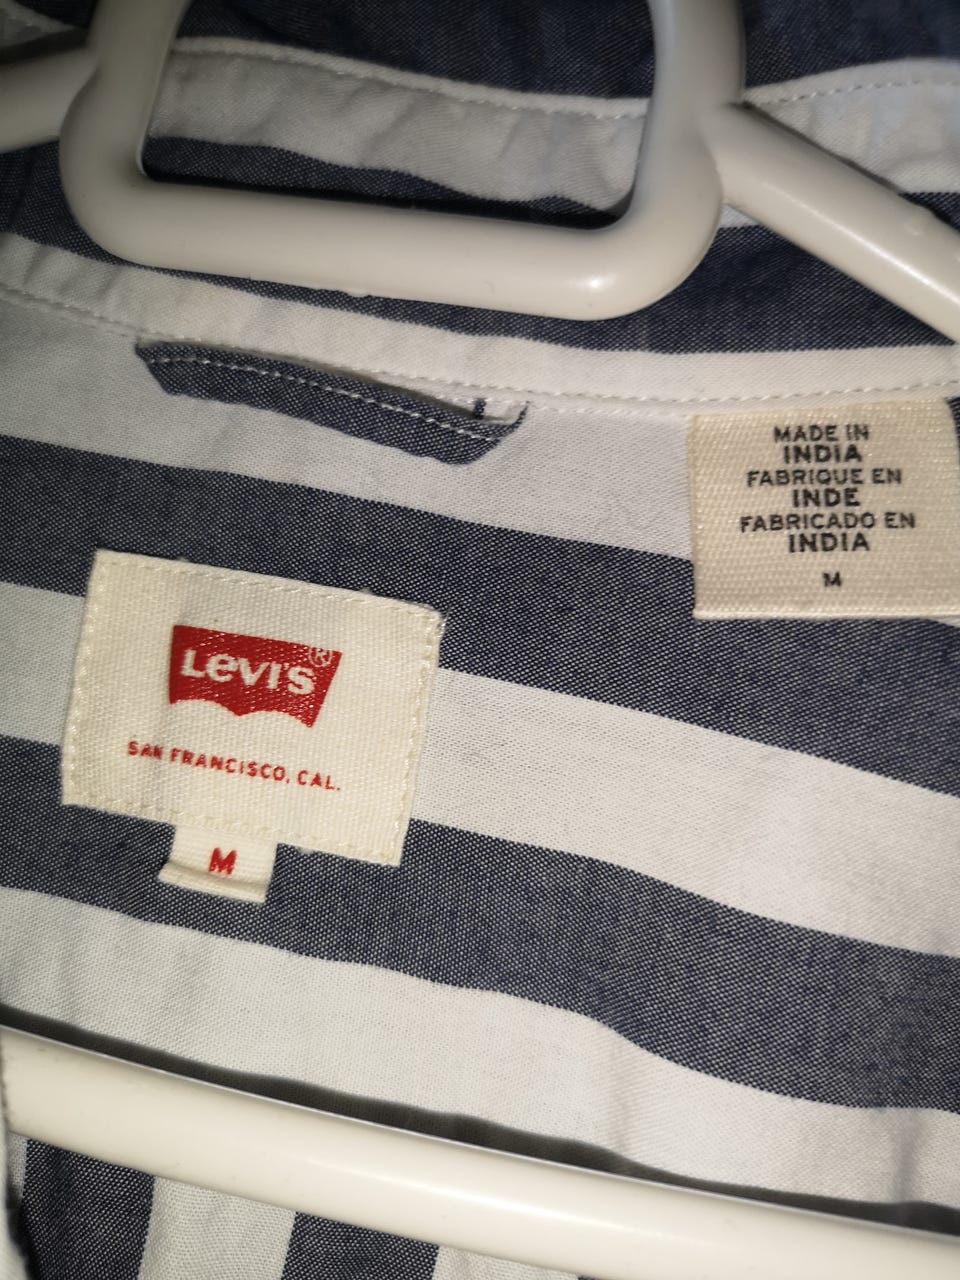 MADE IN
INDIA
FABRIQUE EN
INDE
FABRICADO EN
INDIA
M
Levi's®
SAN FRANCISCO, CAL.
M